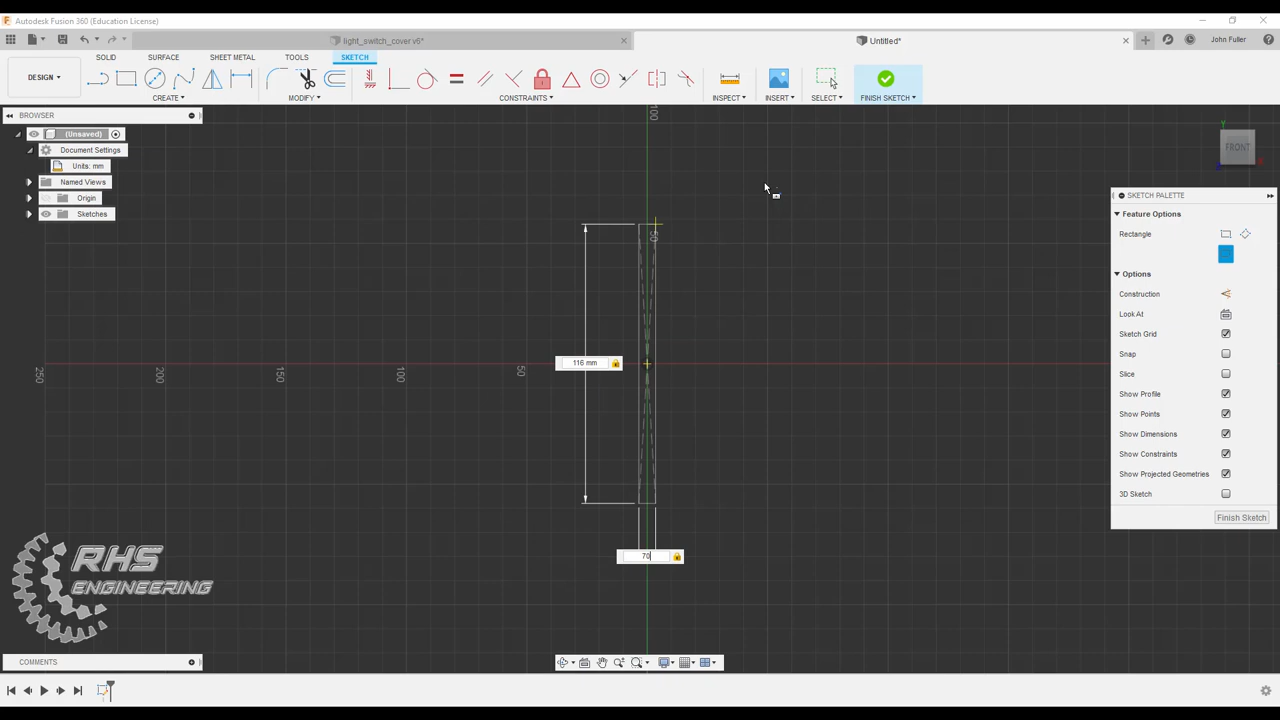 Autodesk Fusion 360 (Education License)
light_switch_cover v6*
Untitled*
John Fuller
DESIGN
SOLID
SURFACE
SHEET METAL
TOOLS
SKETCH
CREATE
MODIFY
CONSTRAINTS
INSPECT
INSERT
SELECT
FINISH SKETCH
BROWSER
(Unsaved)
Document Settings
Units: mm
Named Views
Origin
Sketches
100
50
250
200
150
100
50
116 mm
70
FRONT
Y
SKETCH PALETTE
Feature Options
Rectangle
Options
Construction
Look At
Sketch Grid
Snap
Slice
Show Profile
Show Points
Show Dimensions
Show Constraints
Show Projected Geometries
3D Sketch
Finish Sketch
RHS
ENGINEERING
COMMENTS